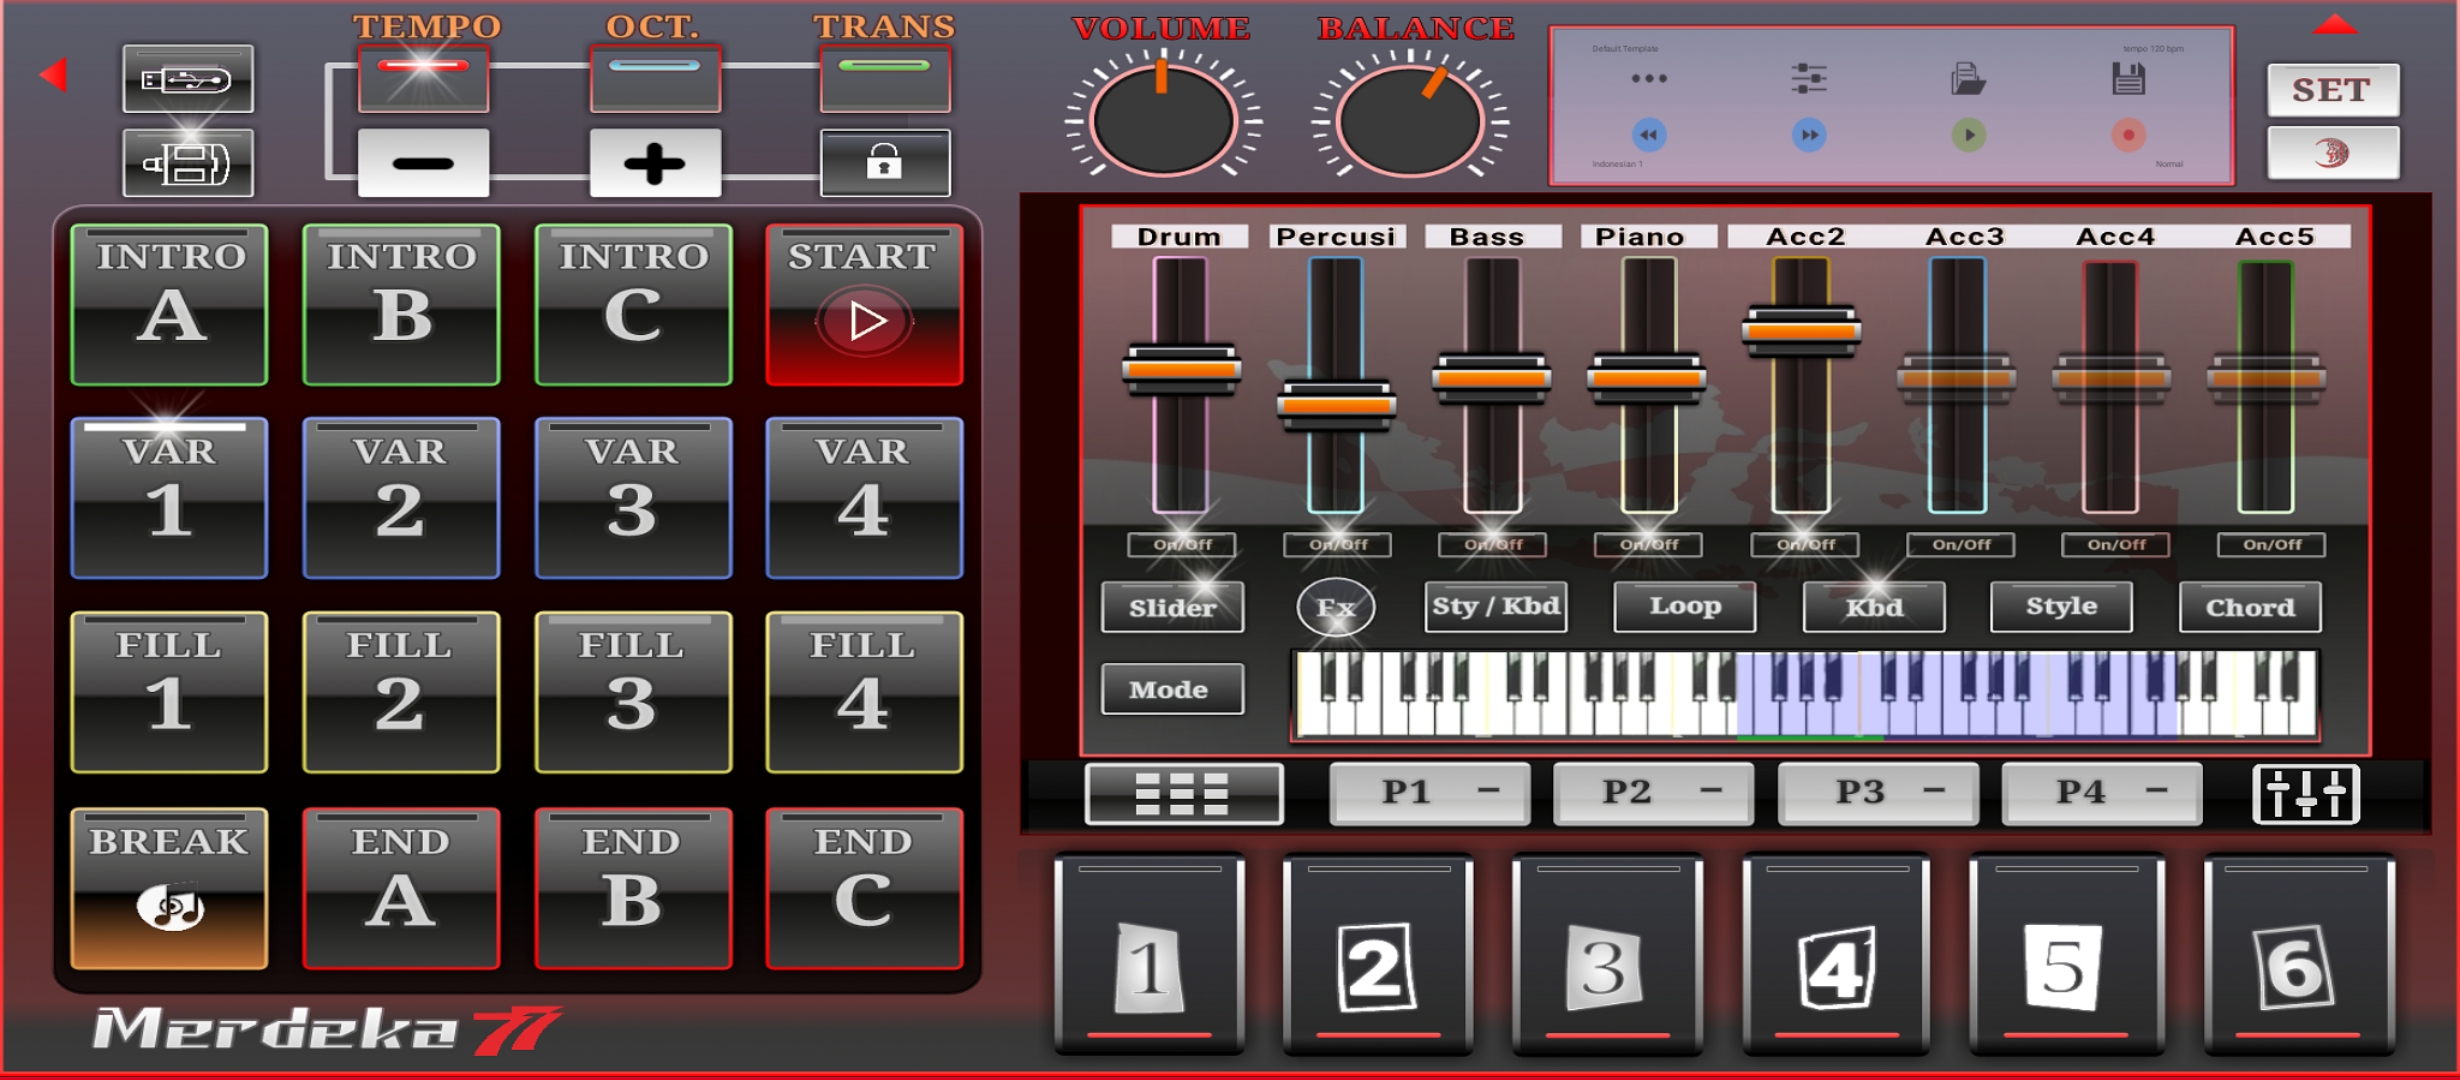 TEMPO OCT. TRANS
VOLUME BALANCE
Default.Template tempo 120 bpm
Indonesian 1 Normal
SET
INTRO A
INTRO B
INTRO C
START
VAR 1
VAR 2
VAR 3
VAR 4
FILL 1
FILL 2
FILL 3
FILL 4
BREAK
END A
END B
END C
Merdeka 77
Drum Percusi Bass Piano Acc2 Acc3 Acc4 Acc5
On/Off On/Off On/Off On/Off On/Off On/Off On/Off On/Off
Slider Fx Sty / Kbd Loop Kbd Style Chord
Mode
P1 - P2 - P3 - P4 -
1 2 3 4 5 6